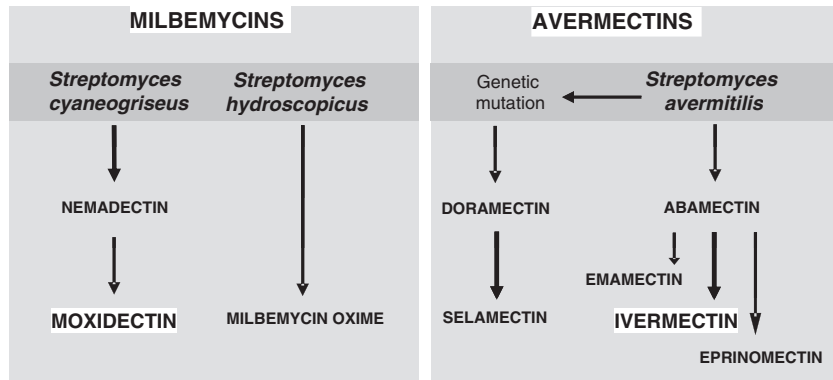 MILBEMYCINS
Streptomyces
cyaneogriseus
Streptomyces
hydroscopicus
NEMADECTIN
MOXIDECTIN
MILBEMYCIN OXIME
AVERMECTINS
Genetic
mutation
Streptomyces
avermitilis
DORAMECTIN
ABAMECTIN
EMAMECTIN
SELAMECTIN
IVERMECTIN
EPRINOMECTIN